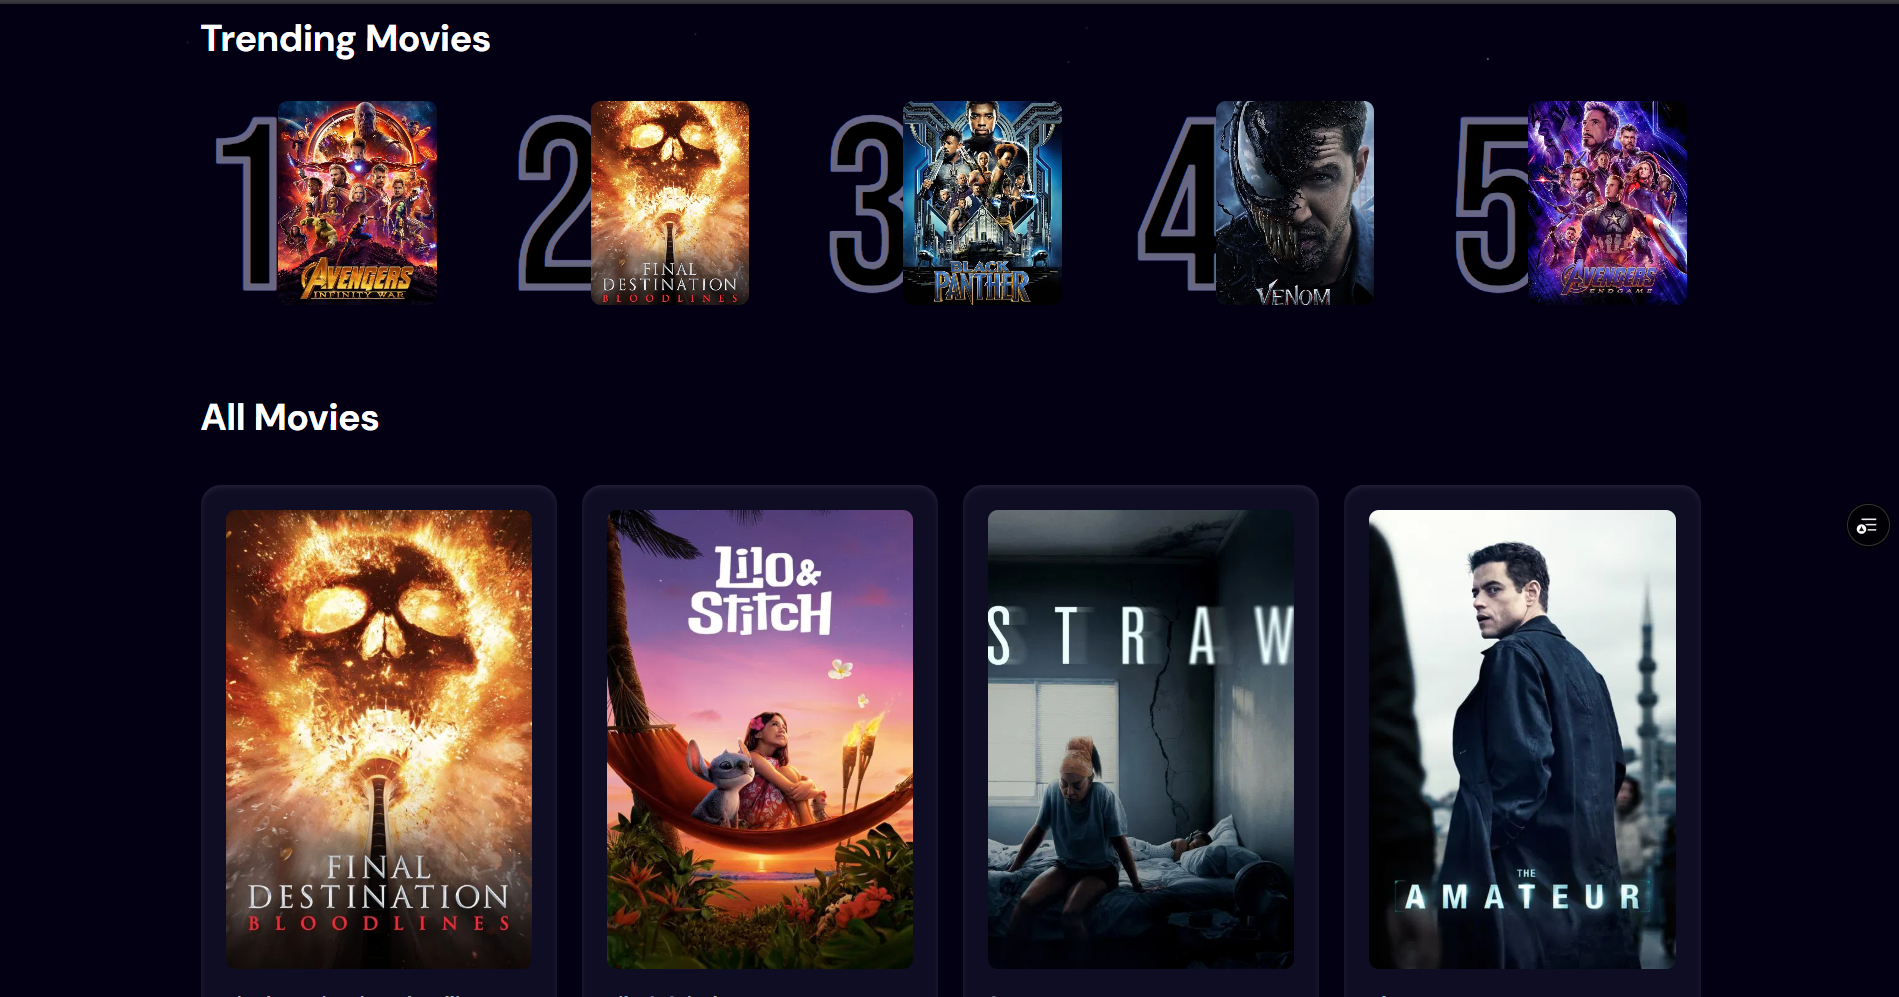 Trending Movies
1
AVENGERS
INFINITY WAR
2
FINAL
DESTINATION
BLOODLINES
3
BLACK
PANTHER
4
VENOM
5
AVENGERS
ENDGAME
All Movies
FINAL
DESTINATION
BLOODLINES
Lilo &
Stitch
STRAW
THE
AMATEUR